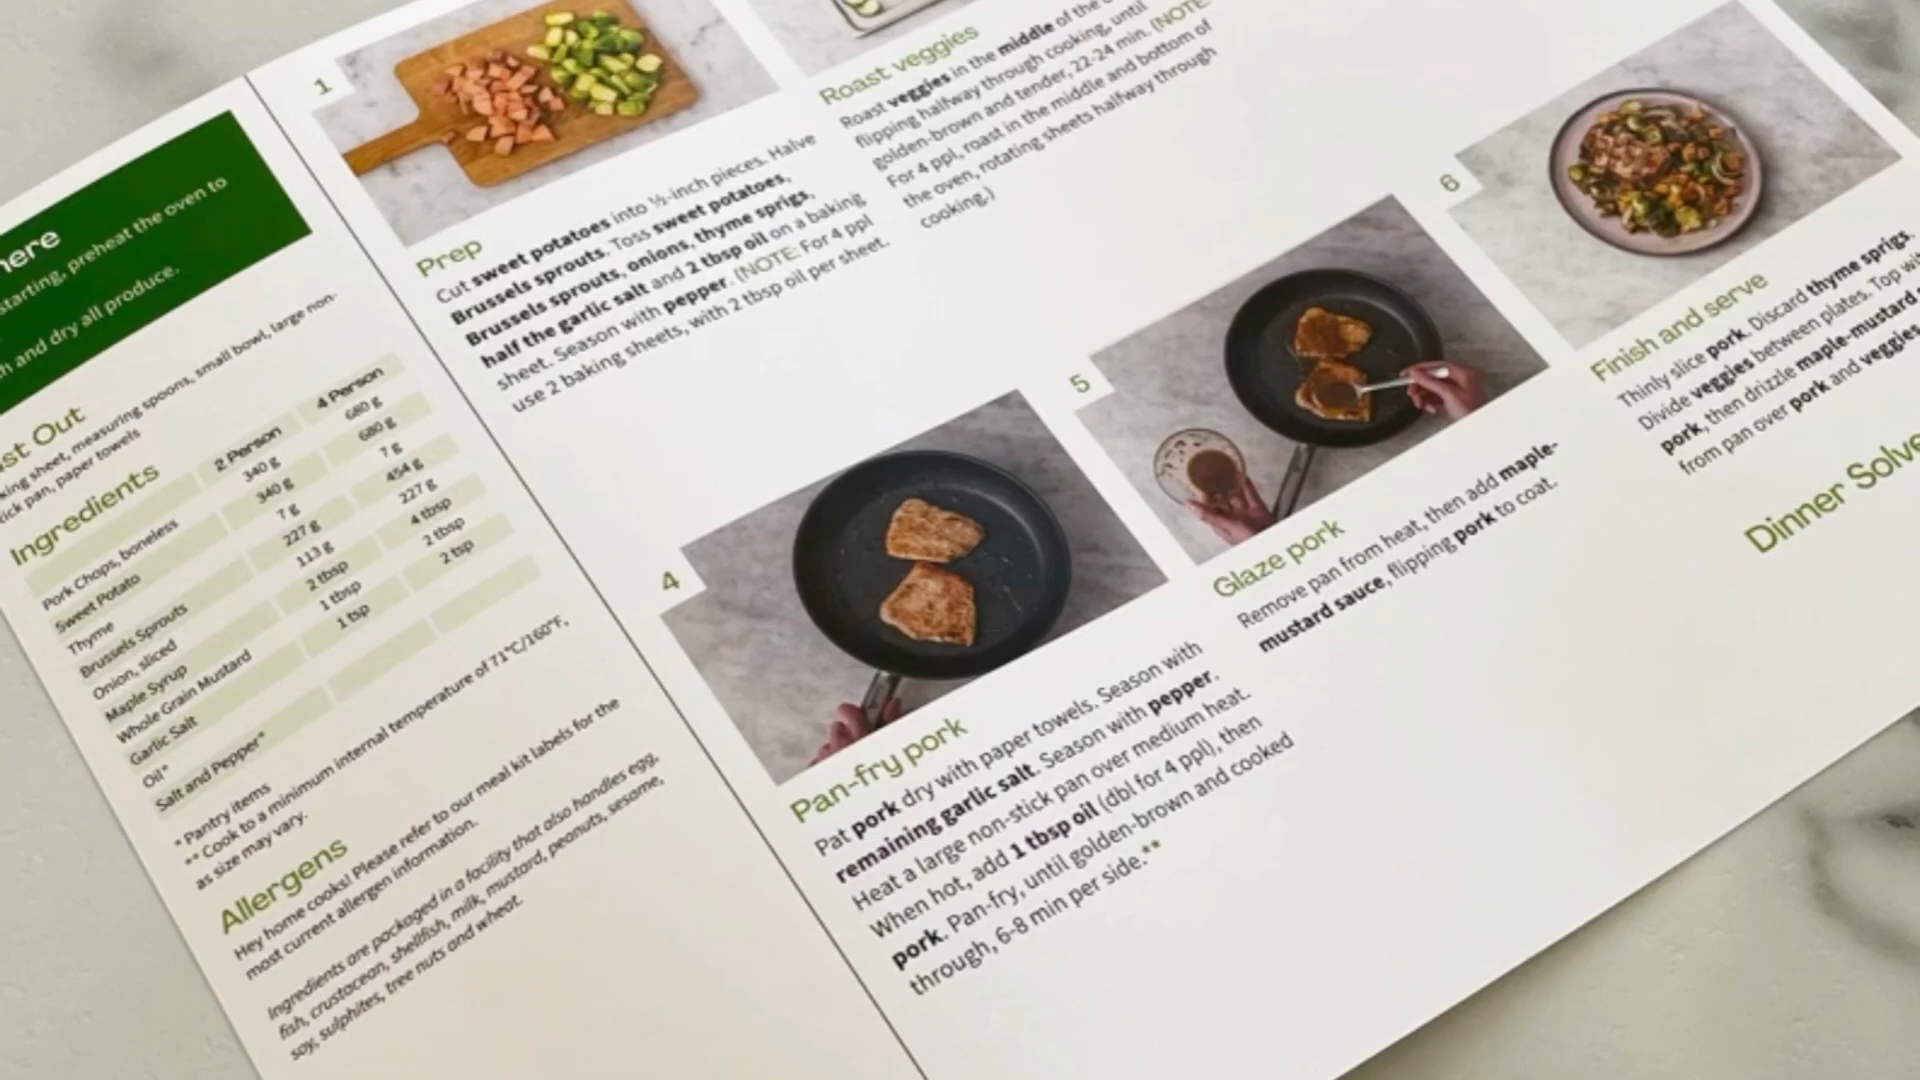 here
starting, preheat the oven to
and dry all produce.
st Out
king sheet, measuring spoons, small bowl, large non-
stick pan, paper towels
Ingredients
2 Person 4 Person
Pork Chops, boneless 340 g 680 g
Sweet Potato 340 g 680 g
Thyme 7 g 7 g
Brussels Sprouts 227 g 454 g
Onion, sliced 113 g 227 g
Maple Syrup 2 tbsp 4 tbsp
Whole Grain Mustard 1 tbsp 2 tbsp
Garlic Salt 1 tsp 2 tsp
Oil*
Salt and Pepper*
* Pantry items
** Cook to a minimum internal temperature of 71°C/160°F,
as size may vary.
Allergens
Hey home cooks! Please refer to our meal kit labels for the
most current allergen information.
Ingredients are packaged in a facility that also handles egg,
fish, crustacean, shellfish, milk, mustard, peanuts, sesame,
soy, sulphites, tree nuts and wheat.
1
Prep
Cut sweet potatoes into ½-inch pieces. Halve
Brussels sprouts. Toss sweet potatoes,
Brussels sprouts, onions, thyme sprigs,
half the garlic salt and 2 tbsp oil on a baking
sheet. Season with pepper. (NOTE: For 4 ppl
use 2 baking sheets, with 2 tbsp oil per sheet.
Roast veggies
Roast veggies in the middle of the
flipping halfway through cooking, until
golden-brown and tender, 22-24 min. (NOTE:
For 4 ppl, roast in the middle and bottom of
the oven, rotating sheets halfway through
cooking.)
4
Pan-fry pork
Pat pork dry with paper towels. Season with
remaining garlic salt. Season with pepper.
Heat a large non-stick pan over medium heat.
When hot, add 1 tbsp oil (dbl for 4 ppl), then
pork. Pan-fry, until golden-brown and cooked
through, 6-8 min per side.**
5
Glaze pork
Remove pan from heat, then add maple-
mustard sauce, flipping pork to coat.
6
Finish and serve
Thinly slice pork. Discard thyme sprigs.
Divide veggies between plates. Top wi
pork, then drizzle maple-mustard
from pan over pork and veggies
Dinner Solve